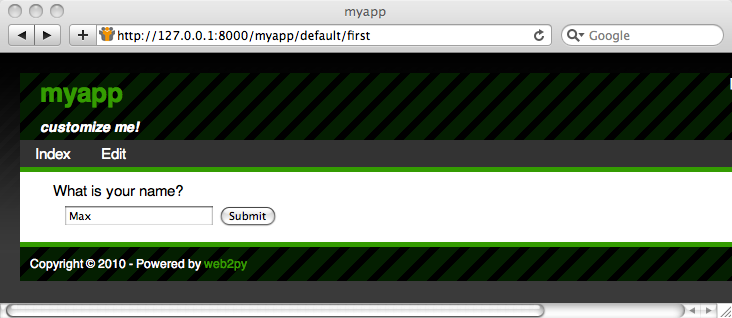 myapp
http://127.0.0.1:8000/myapp/default/first
Google
myapp
customize me!
Index Edit
What is your name?
Max Submit
Copyright © 2010 - Powered by web2py